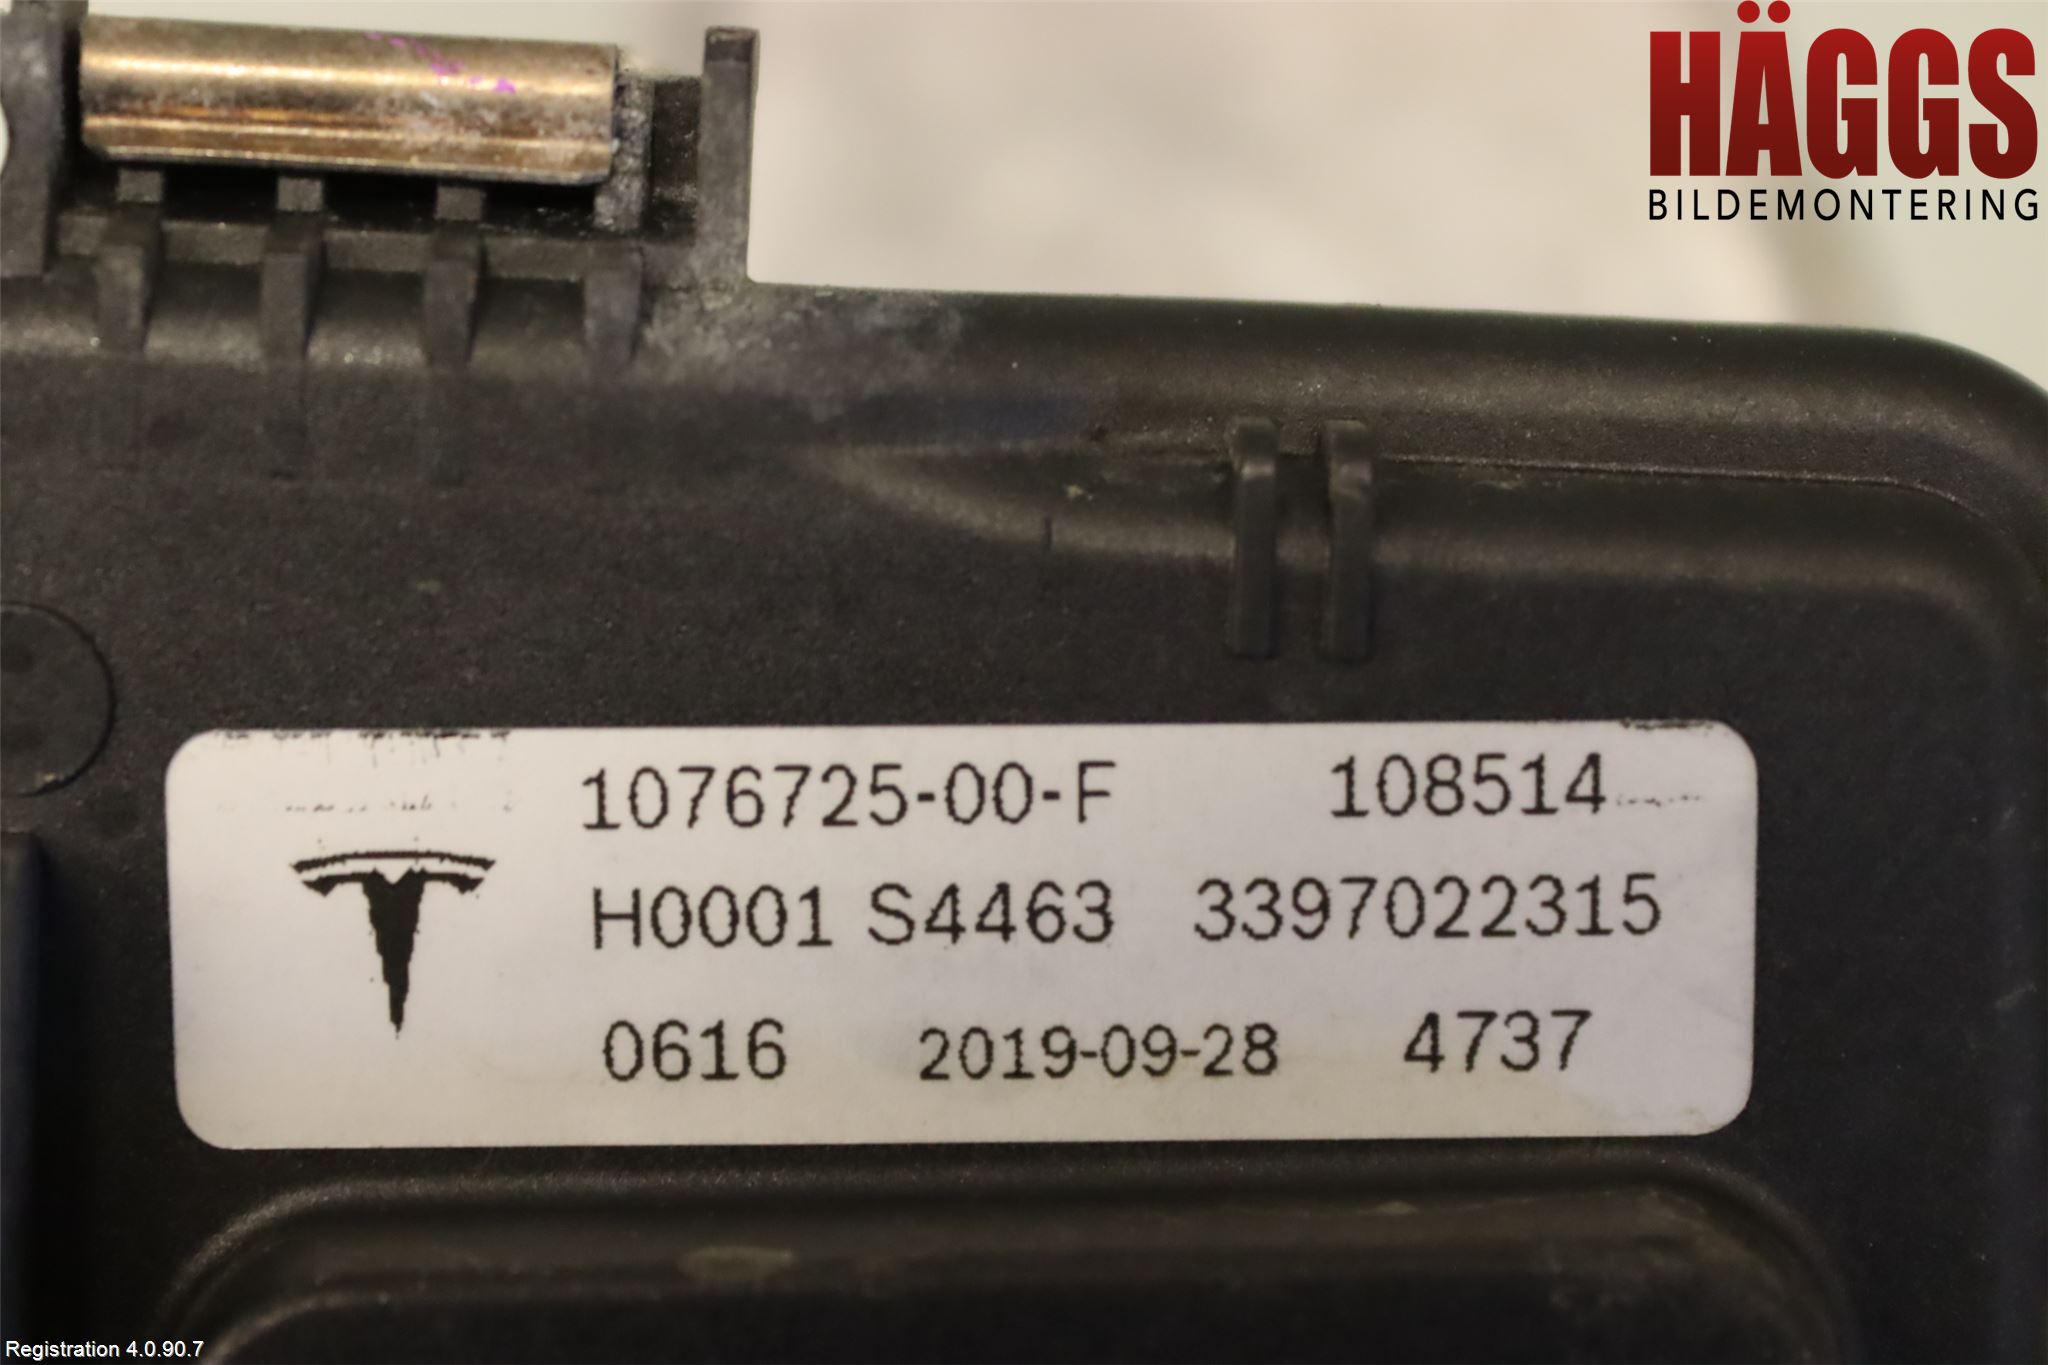 HÄGGS
BILDEMONTERING
1076725-00-F 108514
H0001 S4463 3397022315
0616 2019-09-28 4737
Registration 4.0.90.7